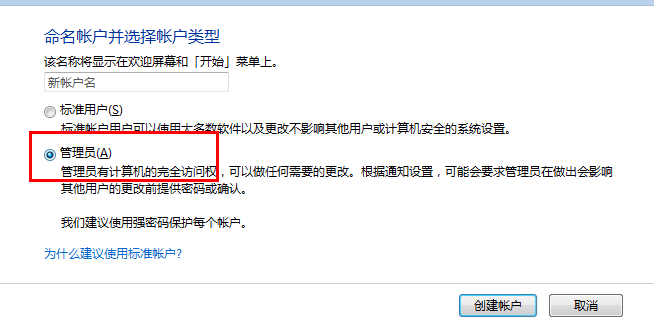 命名帐户并选择帐户类型
该名称将显示在欢迎屏幕和「开始」菜单上。
新帐户名
标准用户(S)
标准帐户用户可以使用大多数软件以及更改不影响其他用户或计算机安全的系统设置。
管理员(A)
管理员有计算机的完全访问权，可以做任何需要的更改。根据通知设置，可能会要求管理员在做出会影响
其他用户的更改前提供密码或确认。
我们建议使用强密码保护每个帐户。
为什么建议使用标准帐户?
创建帐户
取消